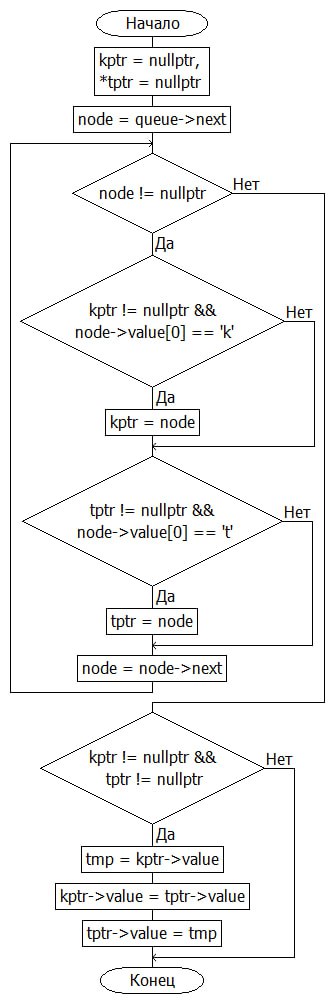 Начало
kptr = nullptr,
*tptr = nullptr
node = queue->next
node != nullptr
Нет
Да
kptr != nullptr &&
node->value[0] == 'k'
Нет
Да
kptr = node
tptr != nullptr &&
node->value[0] == 't'
Нет
Да
tptr = node
node = node->next
kptr != nullptr &&
tptr != nullptr
Нет
Да
tmp = kptr->value
kptr->value = tptr->value
tptr->value = tmp
Конец